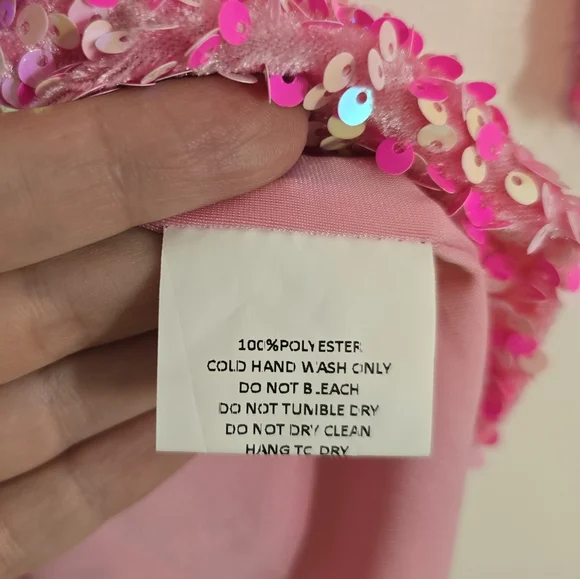 100%POLYESTER
COLD HAND WASH ONLY
DO NOT BLEACH
DO NOT TUMBLE DRY
DO NOT DRY CLEAN
HANG TO DRY